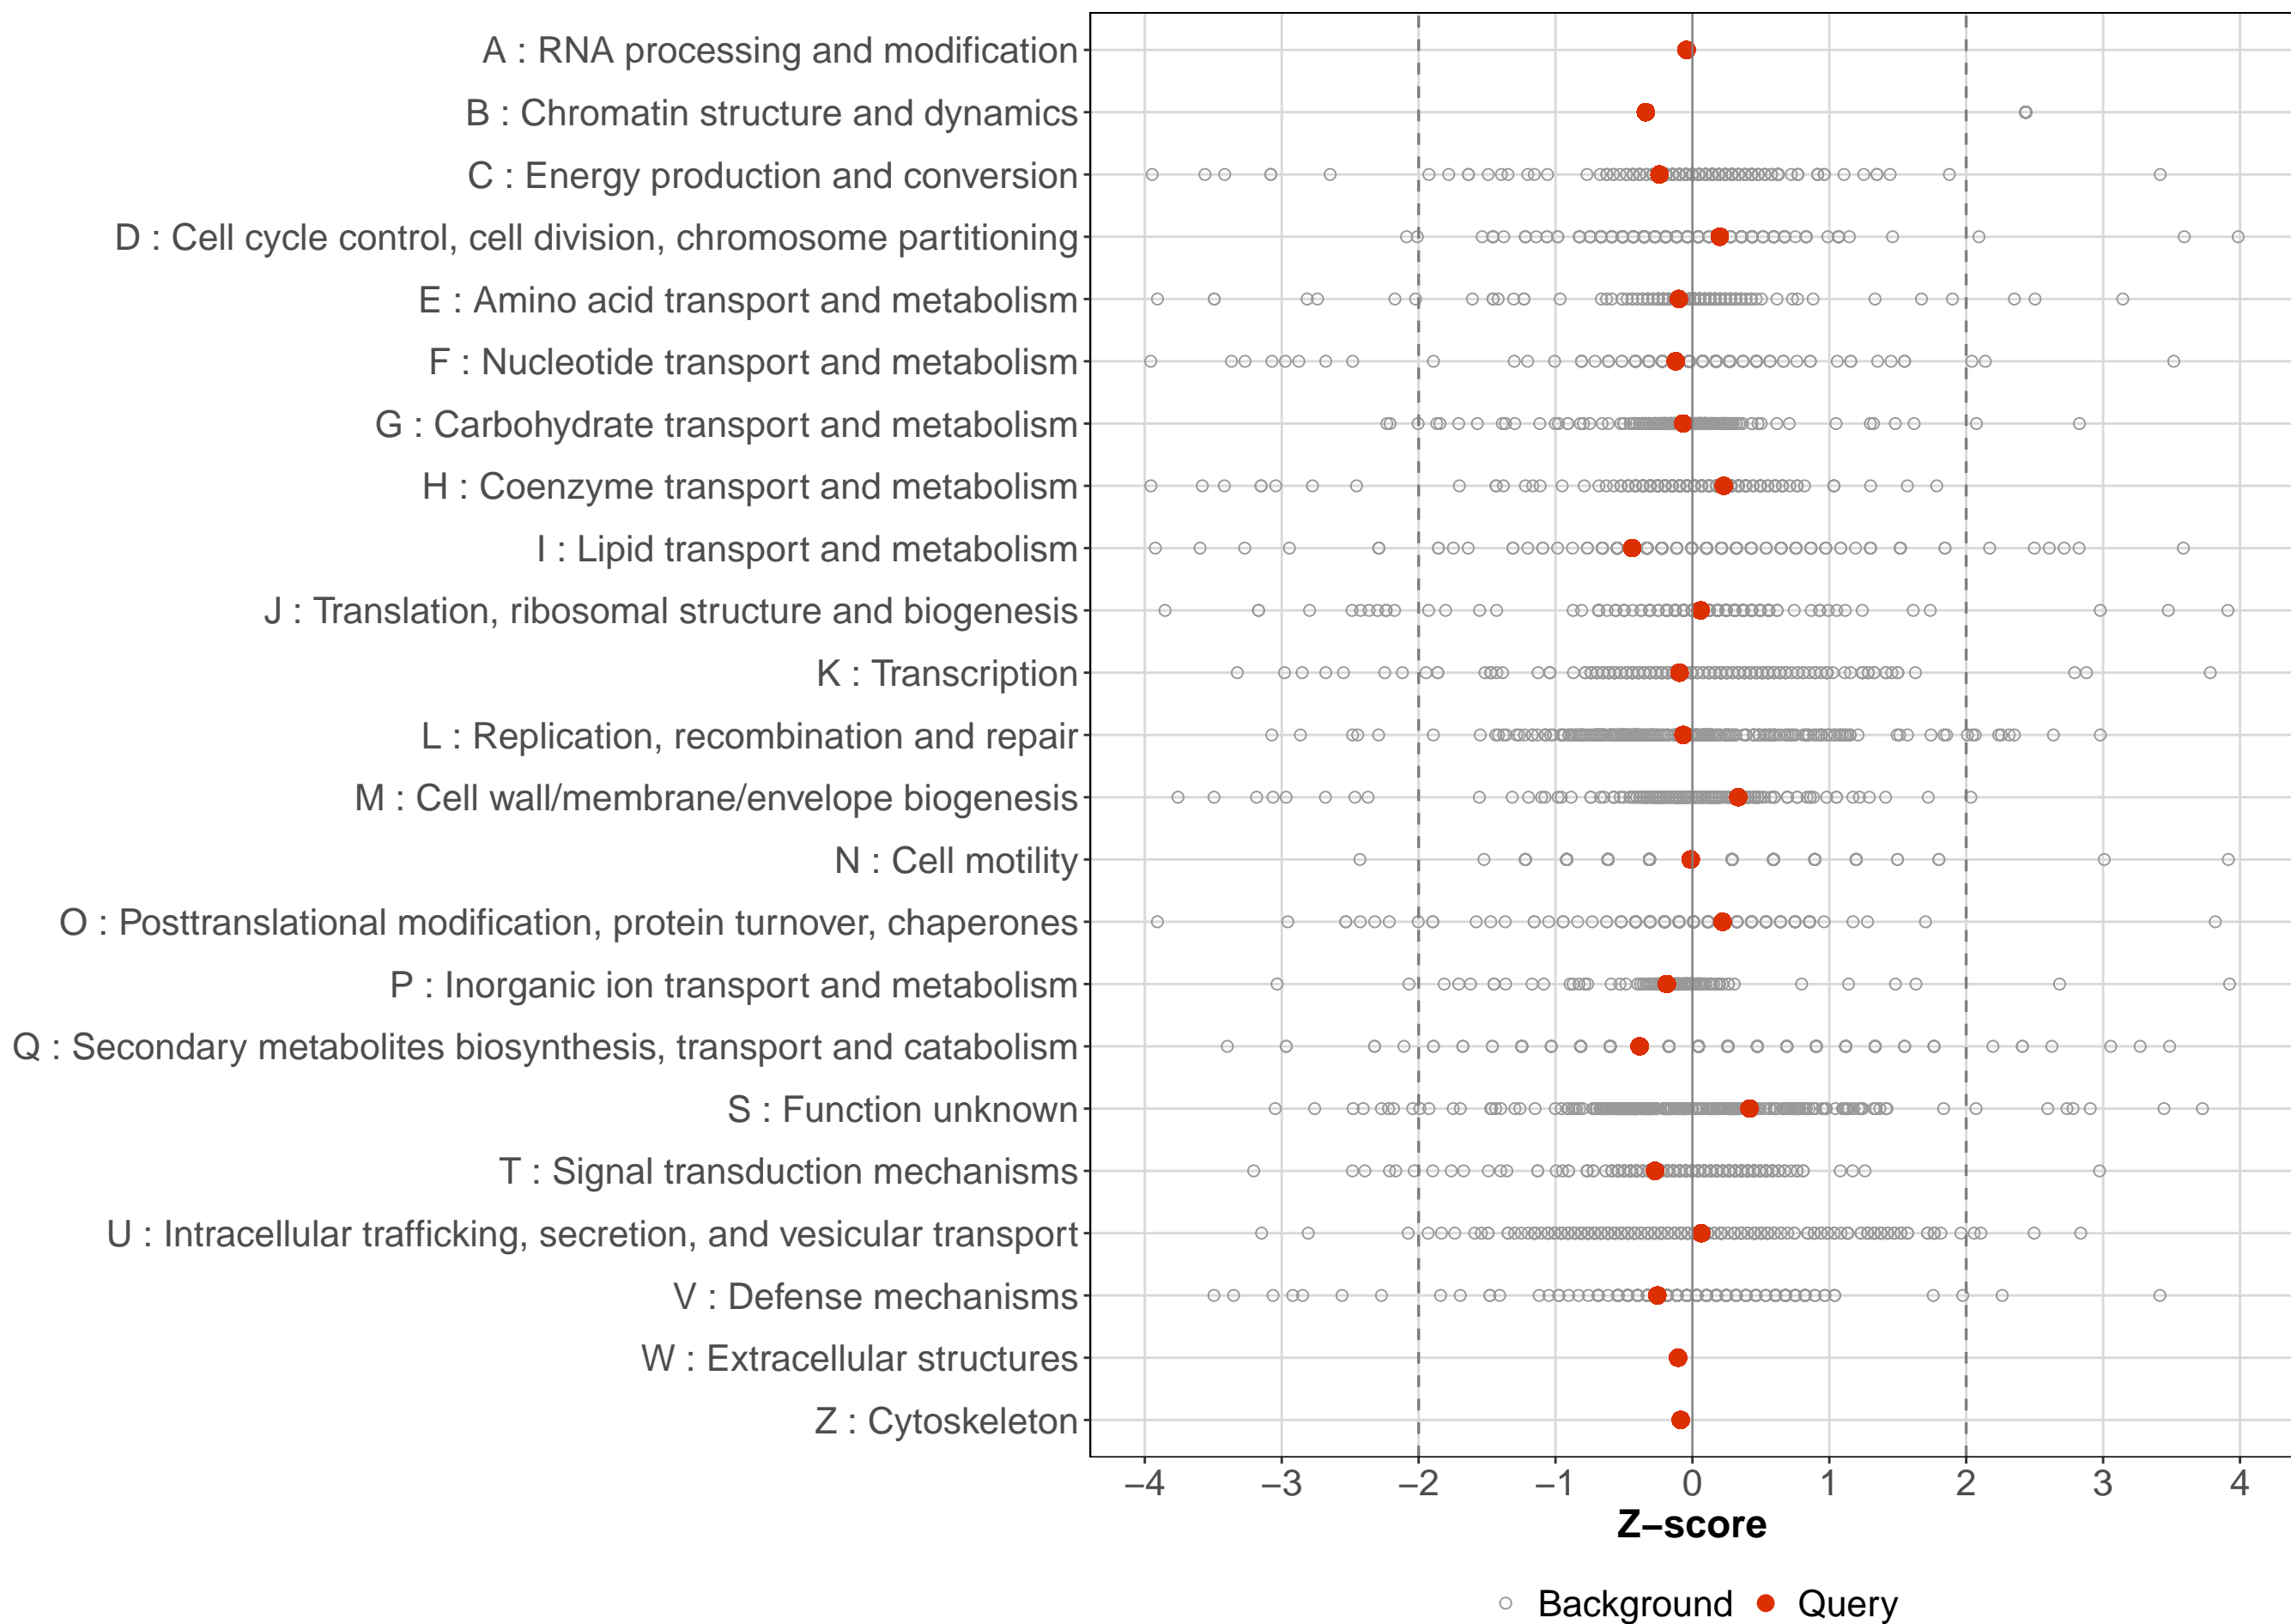 A : RNA processing and modification
B : Chromatin structure and dynamics
C : Energy production and conversion
D : Cell cycle control, cell division, chromosome partitioning
E : Amino acid transport and metabolism
F : Nucleotide transport and metabolism
G : Carbohydrate transport and metabolism
H : Coenzyme transport and metabolism
I : Lipid transport and metabolism
J : Translation, ribosomal structure and biogenesis
K : Transcription
L : Replication, recombination and repair
M : Cell wall/membrane/envelope biogenesis
N : Cell motility
O : Posttranslational modification, protein turnover, chaperones
P : Inorganic ion transport and metabolism
Q : Secondary metabolites biosynthesis, transport and catabolism
S : Function unknown
T : Signal transduction mechanisms
U : Intracellular trafficking, secretion, and vesicular transport
V : Defense mechanisms
W : Extracellular structures
Z : Cytoskeleton
−4 −3 −2 −1 0 1 2 3 4
Z−score
Background Query